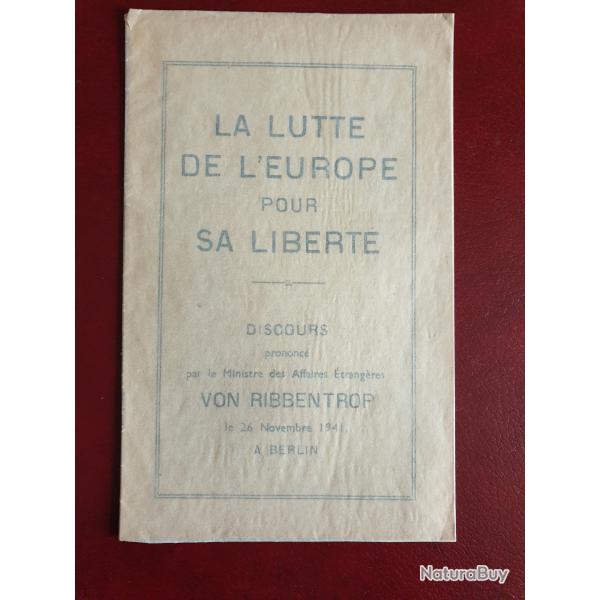 LA LUTTE
DE L'EUROPE
POUR
SA LIBERTÉ
DISCOURS
prononcé
par le Ministre des Affaires Étrangères
VON RIBBENTROP
le 26 Novembre 1941.
A BERLIN
NaturaBuy